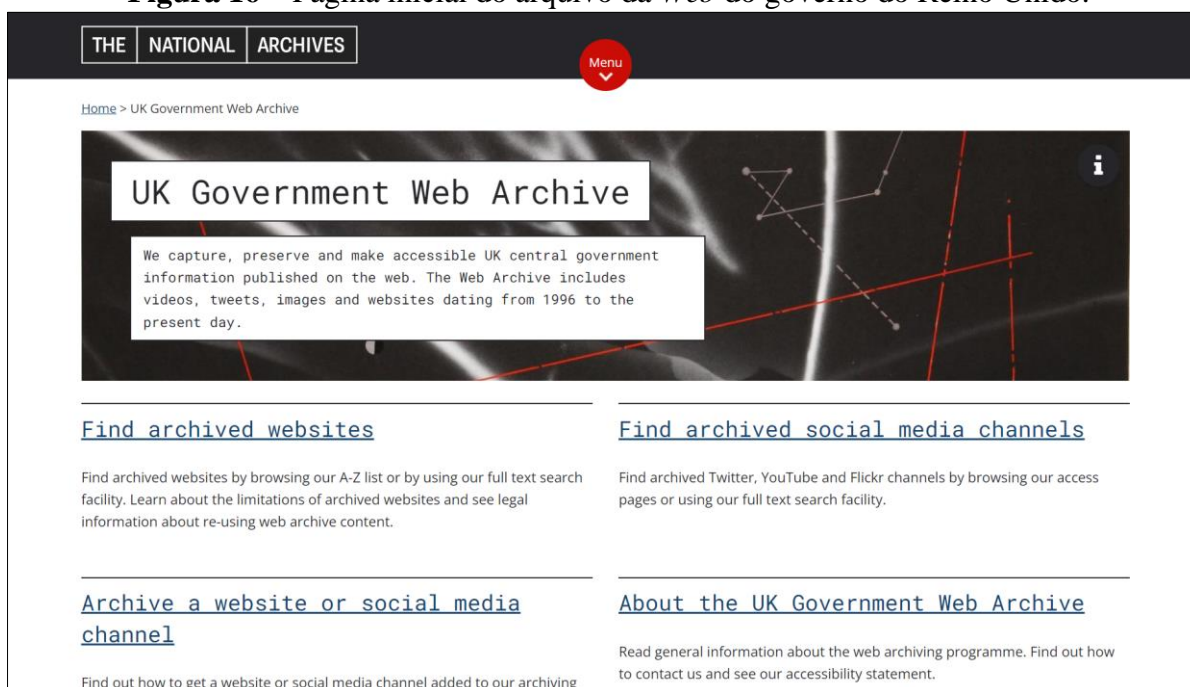 Figura 16 – Página inicial do arquivo da Web do governo do Reino Unido.
THE NATIONAL ARCHIVES
Menu
Home > UK Government Web Archive
UK Government Web Archive
i
We capture, preserve and make accessible UK central government
information published on the web. The Web Archive includes
videos, tweets, images and websites dating from 1996 to the
present day.
Find archived websites
Find archived websites by browsing our A-Z list or by using our full text search
facility. Learn about the limitations of archived websites and see legal
information about re-using web archive content.
Find archived social media channels
Find archived Twitter, YouTube and Flickr channels by browsing our access
pages or using our full text search facility.
Archive a website or social media
channel
Find out how to get a website or social media channel added to our archiving
About the UK Government Web Archive
Read general information about the web archiving programme. Find out how
to contact us and see our accessibility statement.